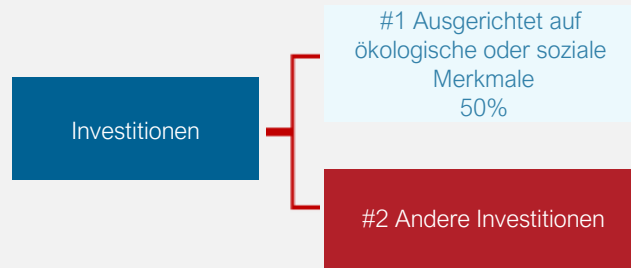 #1 Ausgerichtet auf
ökologische oder soziale
Merkmale
50%
Investitionen
#2 Andere Investitionen